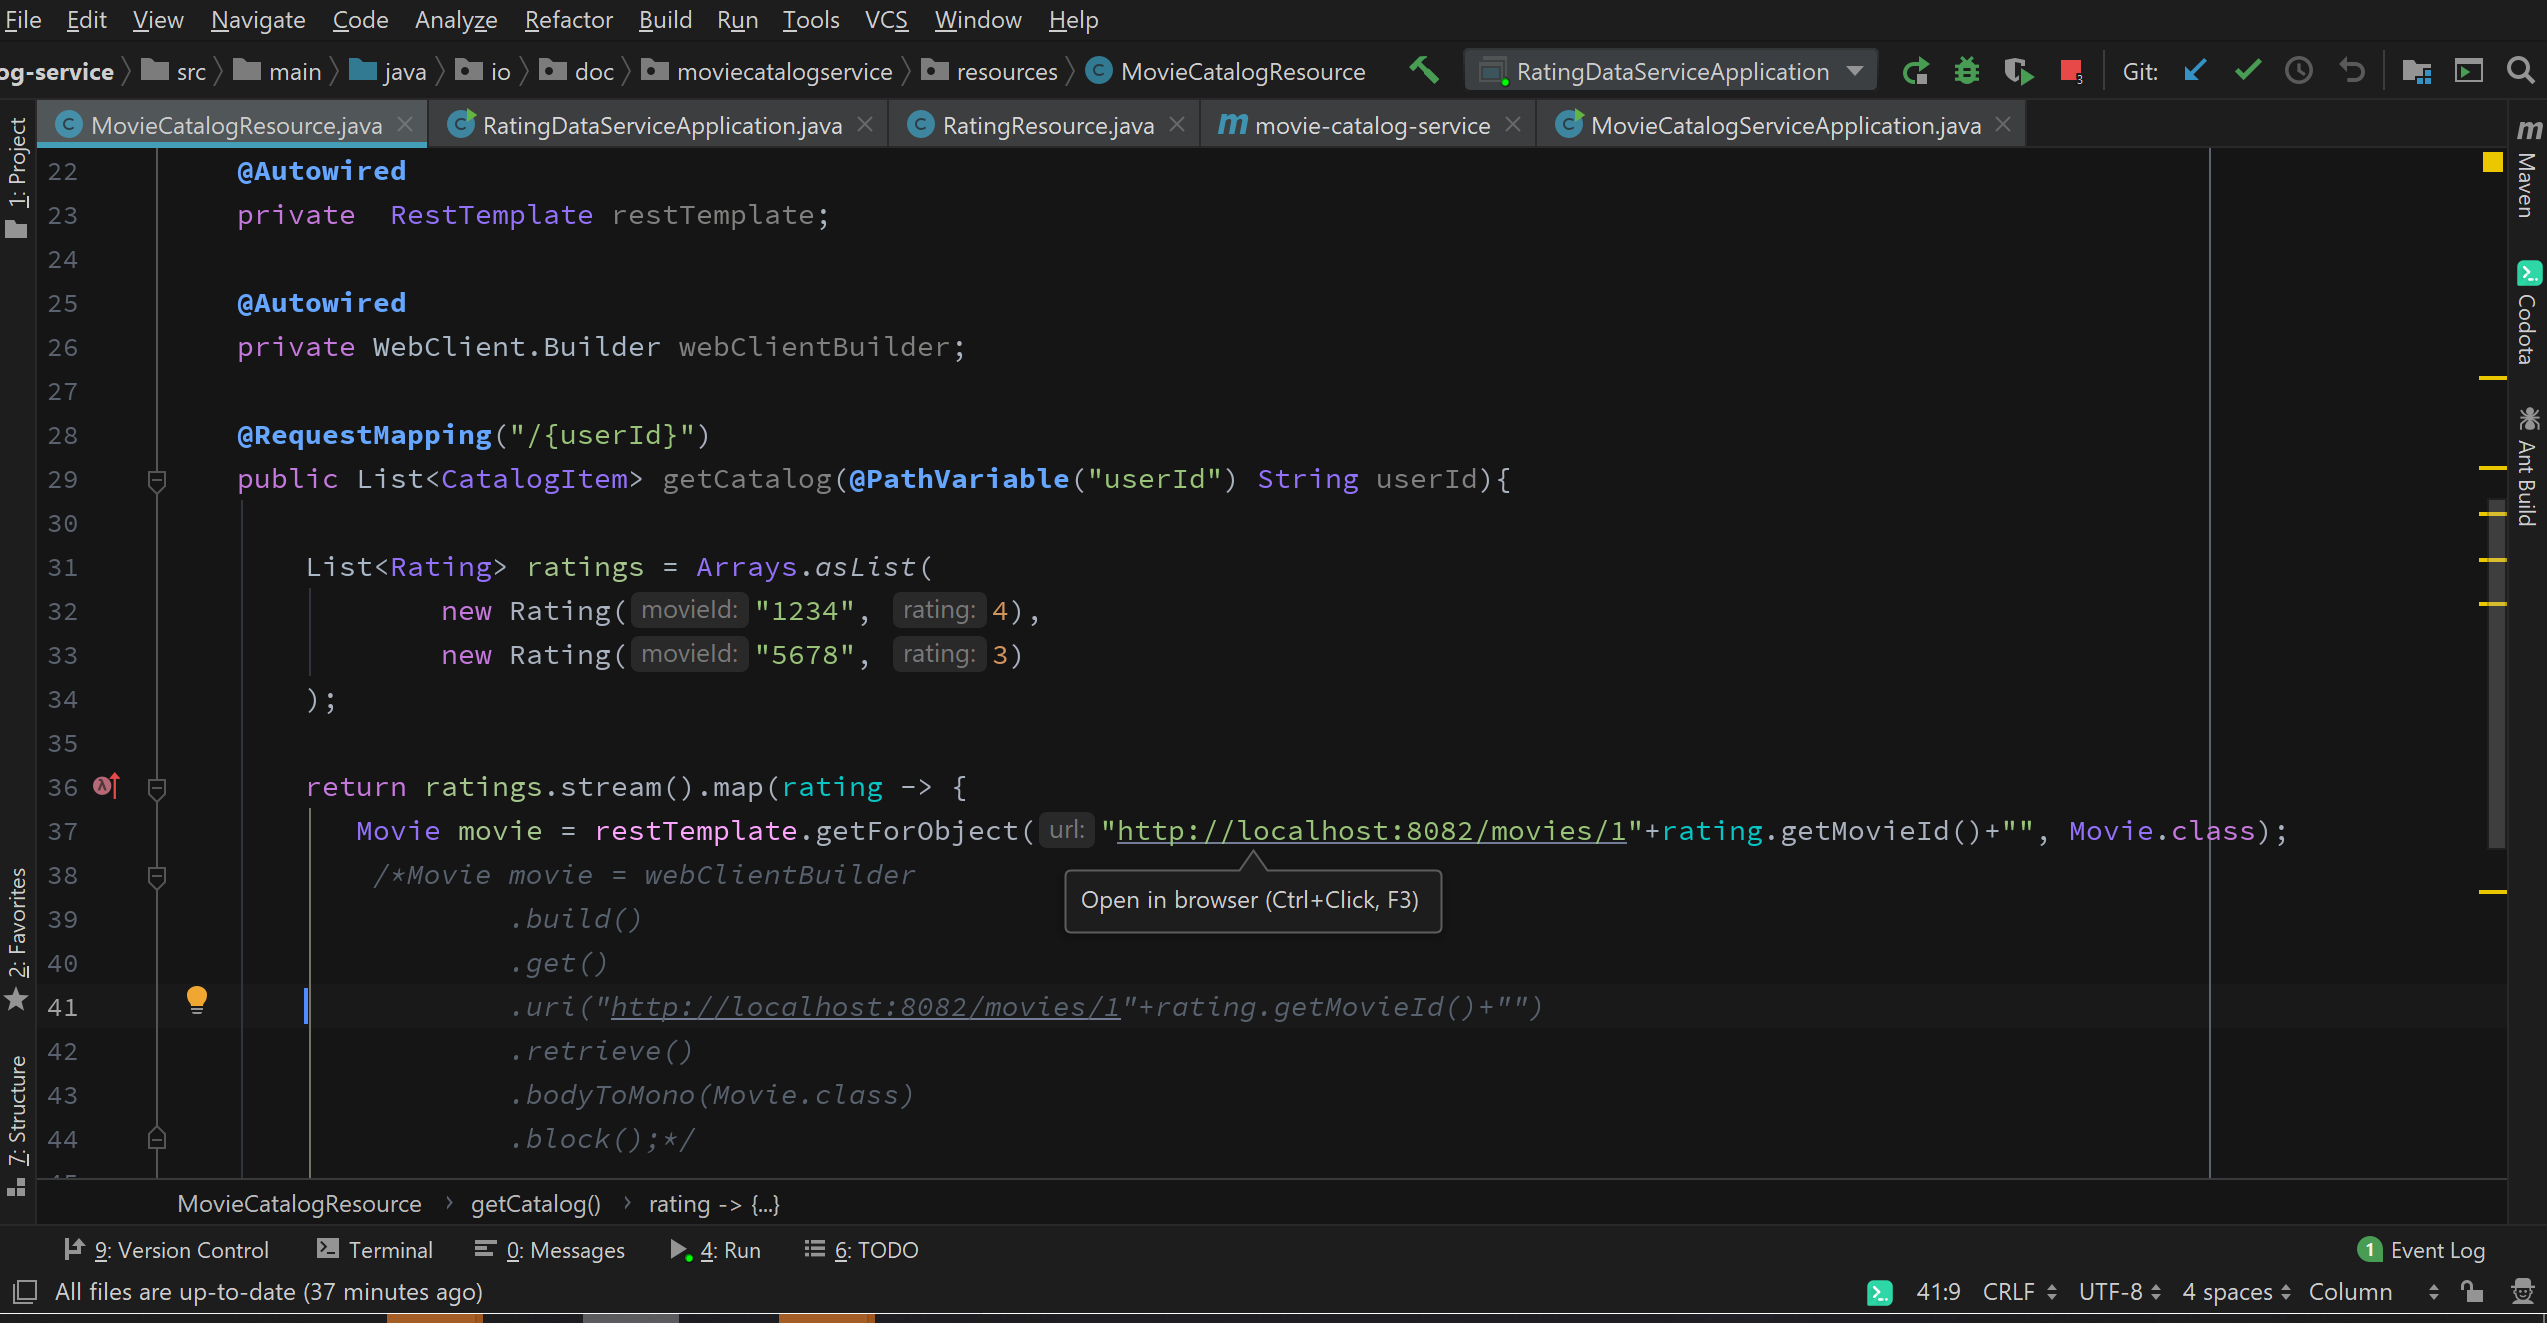 File Edit View Navigate Code Analyze Refactor Build Run Tools VCS Window Help
og-service src main java io doc moviecatalogservice resources MovieCatalogResource RatingDataServiceApplication 3 Git:
MovieCatalogResource.java RatingDataServiceApplication.java RatingResource.java movie-catalog-service MovieCatalogServiceApplication.java
1: Project
2: Favorites
7: Structure
Maven
Codota
Ant Build
22 @Autowired
23 private  RestTemplate restTemplate;
24
25 @Autowired
26 private WebClient.Builder webClientBuilder;
27
28 @RequestMapping("/{userId}")
29 public List<CatalogItem> getCatalog(@PathVariable("userId") String userId){
30
31 List<Rating> ratings = Arrays.asList(
32 new Rating( movieId: "1234", rating: 4),
33 new Rating( movieId: "5678", rating: 3)
34 );
35
36 return ratings.stream().map(rating -> {
37 Movie movie = restTemplate.getForObject( url: "http://localhost:8082/movies/1"+rating.getMovieId()+"", Movie.class);
38 /*Movie movie = webClientBuilder
Open in browser (Ctrl+Click, F3)
39 .build()
40 .get()
41 .uri("http://localhost:8082/movies/1"+rating.getMovieId()+"")
42 .retrieve()
43 .bodyToMono(Movie.class)
44 .block();*/
MovieCatalogResource › getCatalog() › rating -> {...}
9: Version Control Terminal 0: Messages 4: Run 6: TODO 1 Event Log
All files are up-to-date (37 minutes ago) 41:9 CRLF UTF-8 4 spaces Column